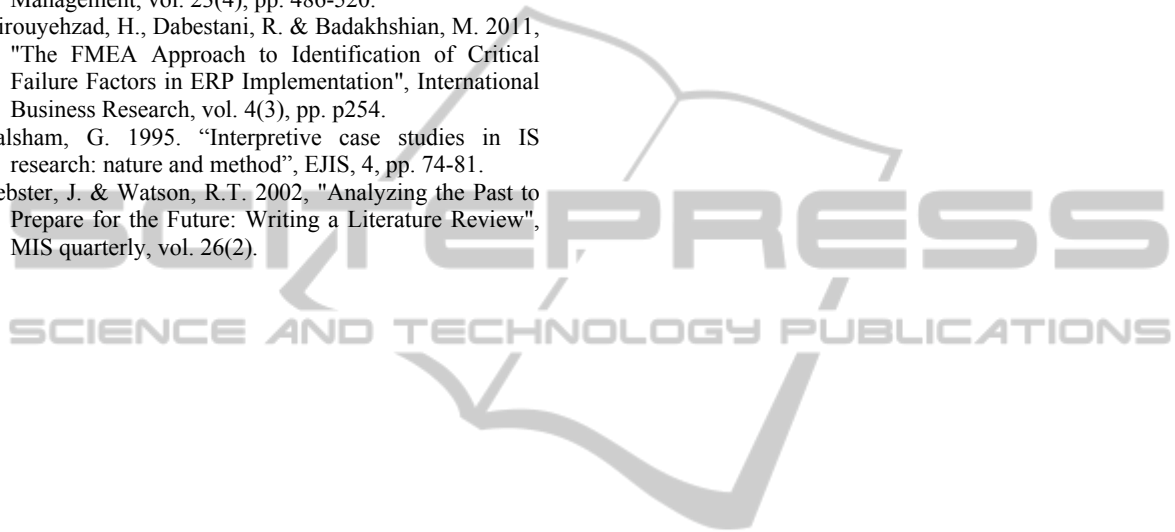 Management, vol. 23(4), pp. 486-520.
irouyehzad, H., Dabestani, R. & Badakhshian, M. 2011,
"The FMEA Approach to Identification of Critical
Failure Factors in ERP Implementation", International
Business Research, vol. 4(3), pp. p254.
alsham, G. 1995. “Interpretive case studies in IS
research: nature and method”, EJIS, 4, pp. 74-81.
ebster, J. & Watson, R.T. 2002, "Analyzing the Past to
Prepare for the Future: Writing a Literature Review",
MIS quarterly, vol. 26(2).
SCITEPRESS
SCIENCE AND TECHNOLOGY PUBLICATIONS